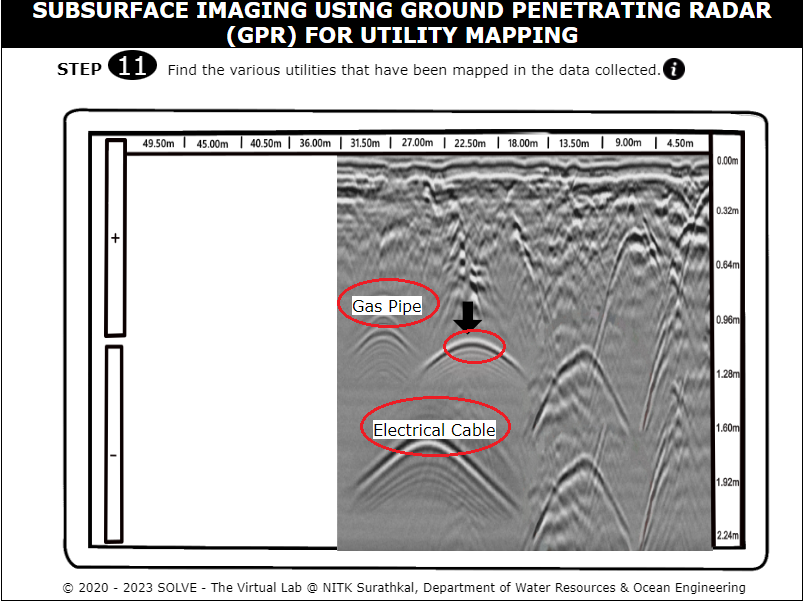 SUBSURFACE IMAGING USING GROUND PENETRATING RADAR
(GPR) FOR UTILITY MAPPING
STEP 11 Find the various utilities that have been mapped in the data collected. i
49.50m | 45.00m | 40.50m | 36.00m | 31.50m | 27.00m | 22.50m | 18.00m | 13.50m | 9.00m | 4.50m
0.00m
0.32m
+
0.64m
Gas Pipe
0.96m
1.28m
Electrical Cable
1.60m
-
1.92m
2.24m
© 2020 - 2023 SOLVE - The Virtual Lab @ NITK Surathkal, Department of Water Resources & Ocean Engineering